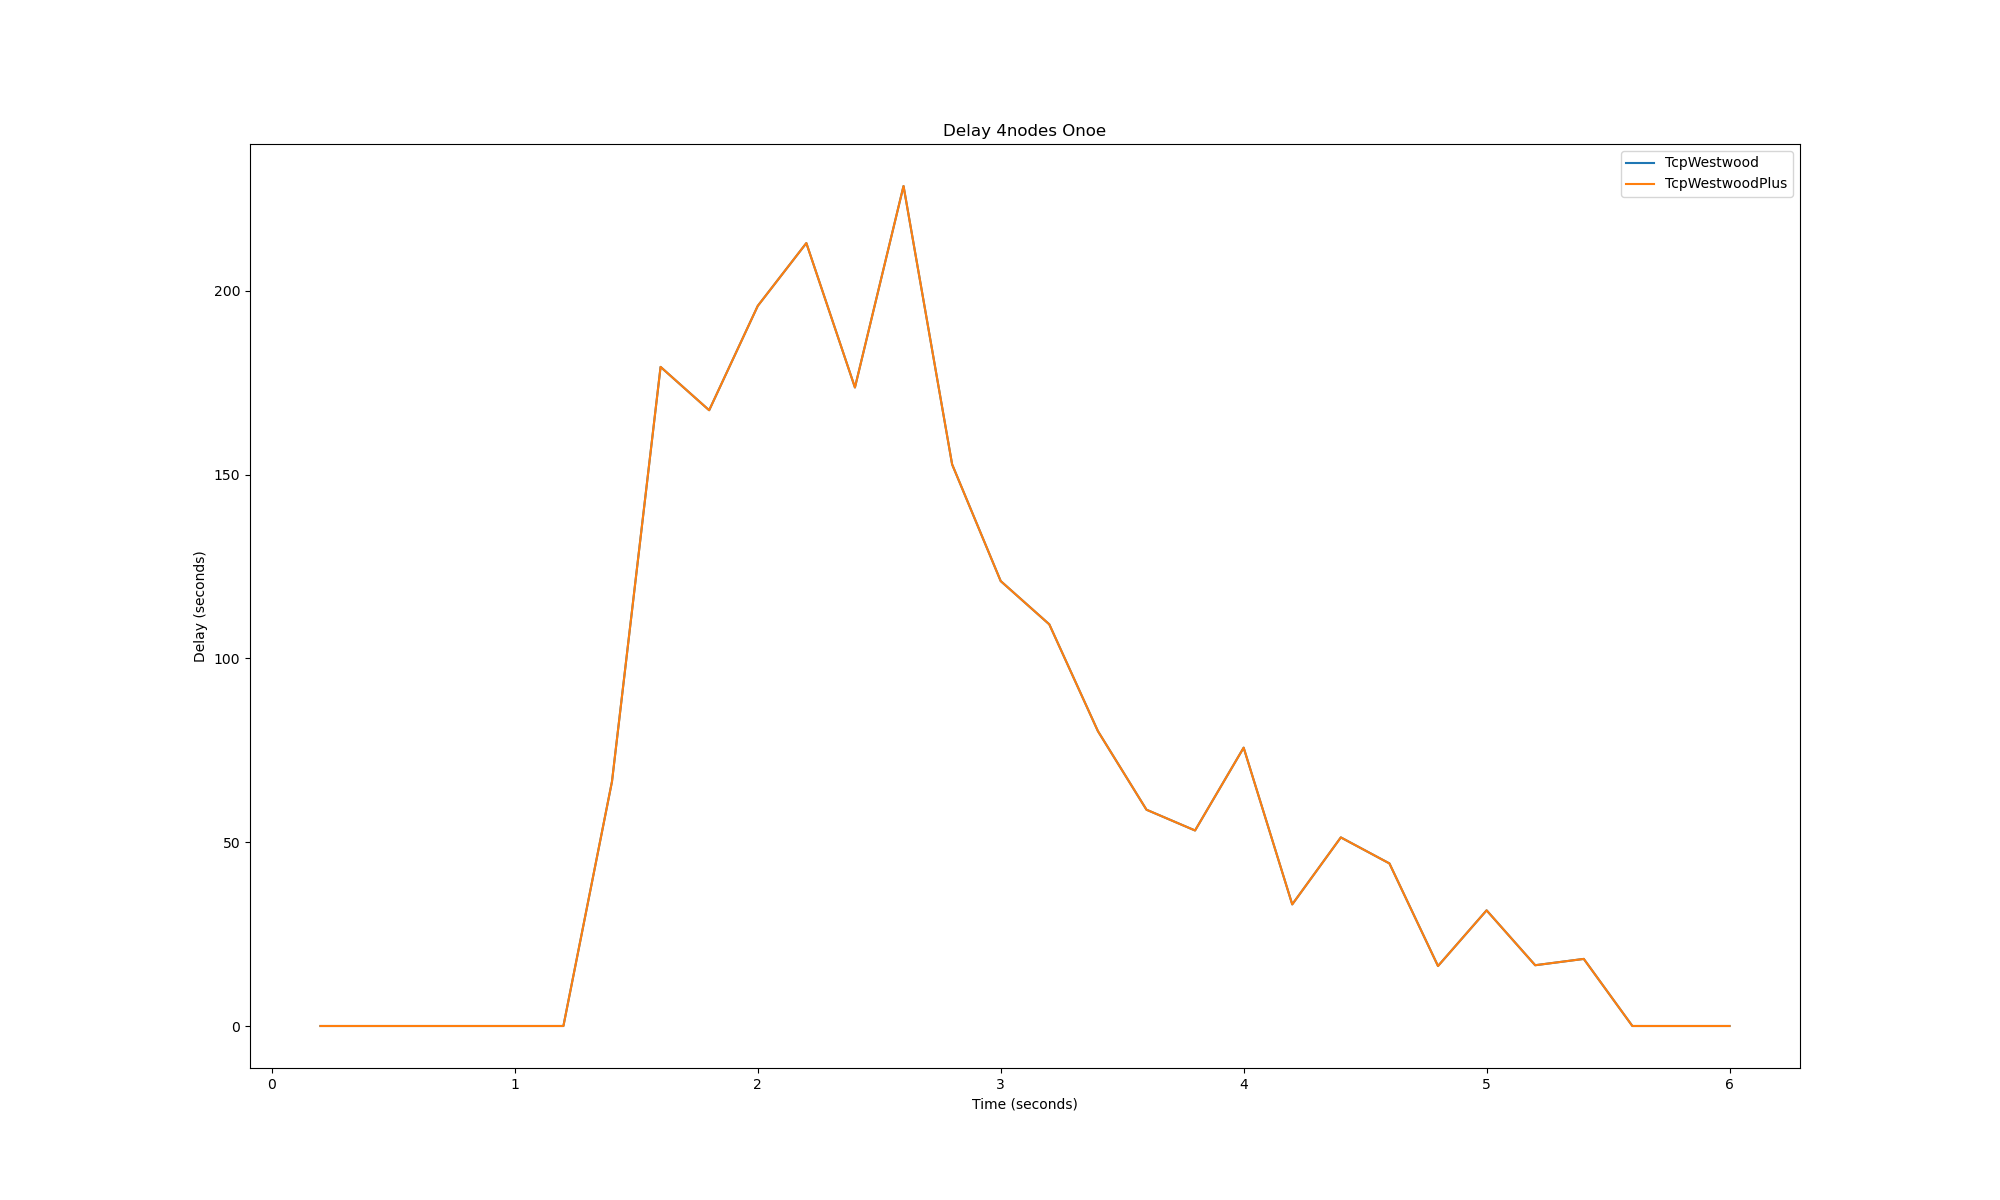 Delay 4nodes Onoe
TcpWestwood
TcpWestwoodPlus
200
150
100
50
0
Delay (seconds)
0 1 2 3 4 5 6
Time (seconds)